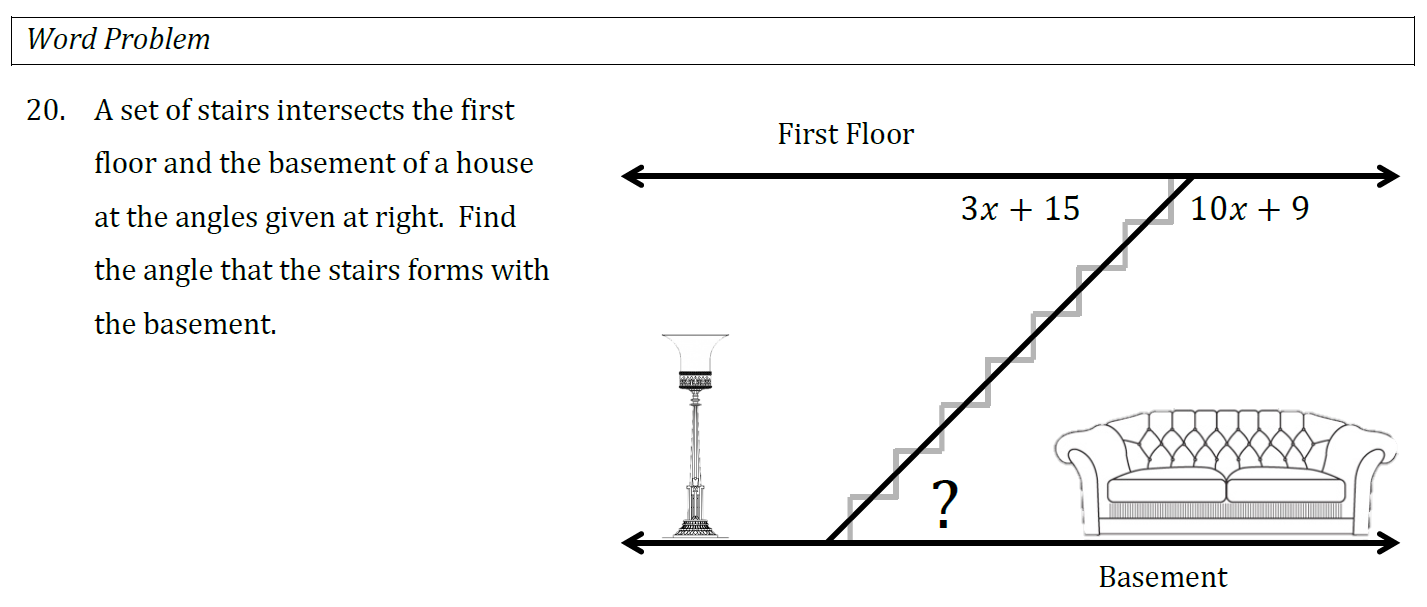 Word Problem
20. A set of stairs intersects the first
floor and the basement of a house
at the angles given at right. Find
the angle that the stairs forms with
the basement.
First Floor
3x + 15
10x + 9
?
Basement